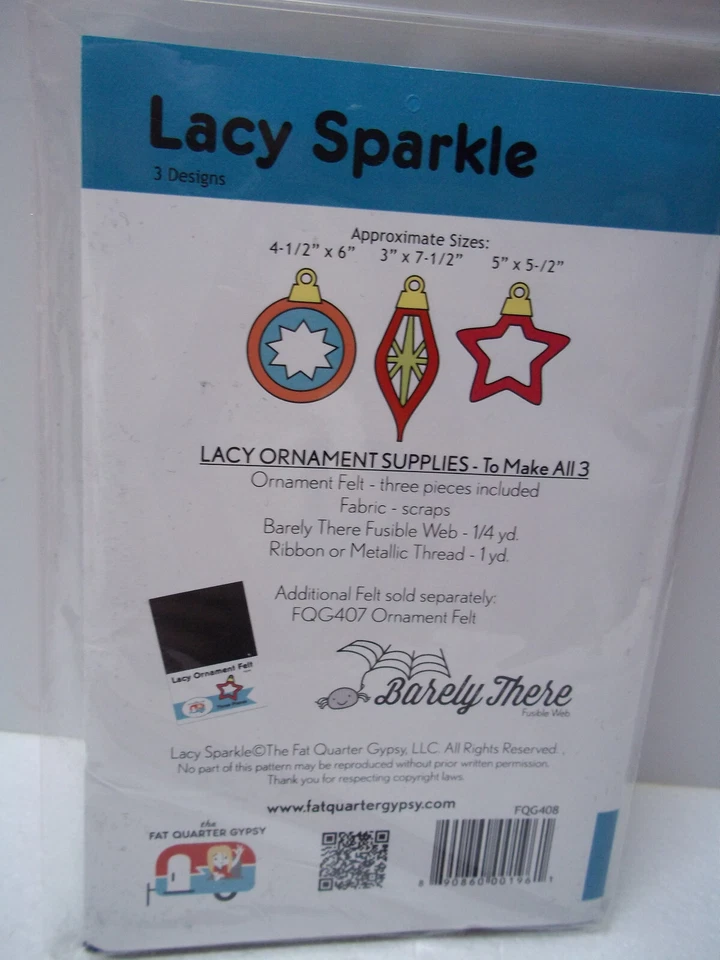 Lacy Sparkle
3 Designs
Approximate Sizes:
4-1/2” x 6” 3” x 7-1/2” 5” x 5-/2”
LACY ORNAMENT SUPPLIES - To Make All 3
Ornament Felt - three pieces included
Fabric - scraps
Barely There Fusible Web - 1/4 yd.
Ribbon or Metallic Thread - 1 yd.
Additional Felt sold separately:
FQG407 Ornament Felt
Lacy Ornament Felt
Barely There
Fusible Web
Lacy Sparkle©The Fat Quarter Gypsy, LLC. All Rights Reserved.
No part of this pattern may be reproduced without prior written permission.
Thank you for respecting copyright laws.
www.fatquartergypsy.com
FQG408
the
FAT QUARTER GYPSY
8 90860 00196 1